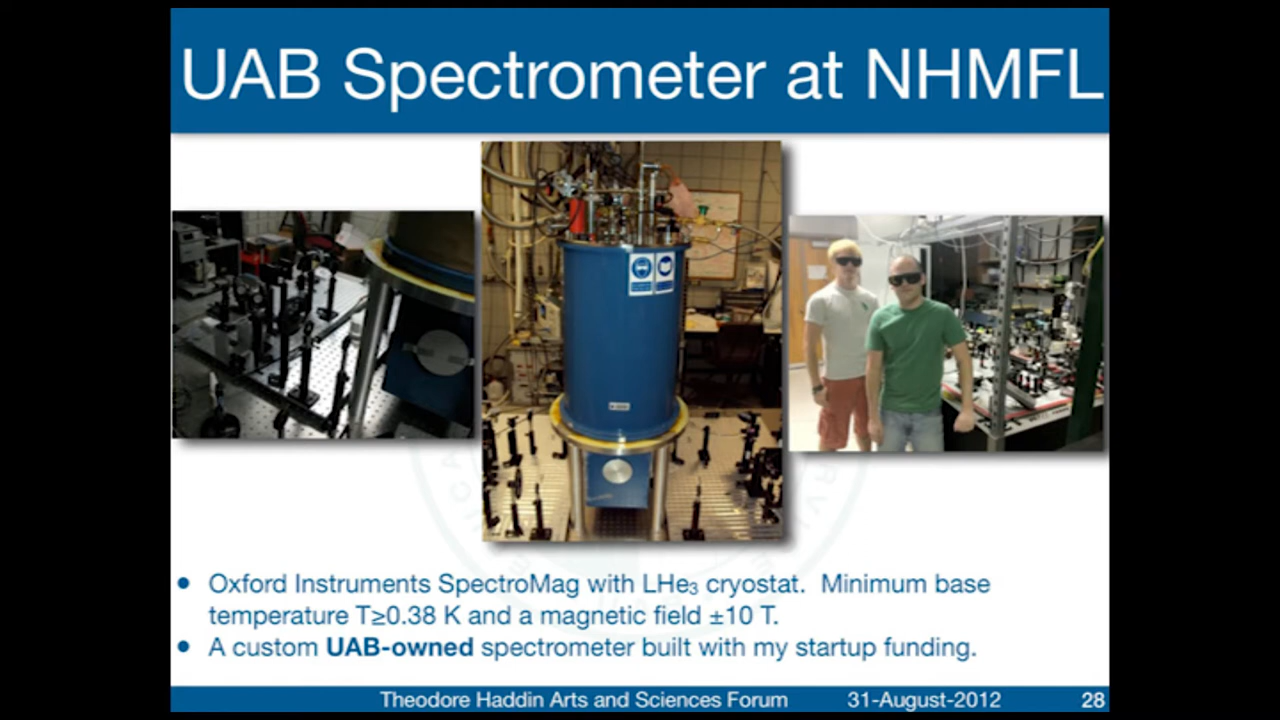 UAB Spectrometer at NHMFL
• Oxford Instruments SpectroMag with LHe₃ cryostat. Minimum base
temperature T≥0.38 K and a magnetic field ±10 T.
• A custom UAB-owned spectrometer built with my startup funding.
Theodore Haddin Arts and Sciences Forum 31-August-2012 28